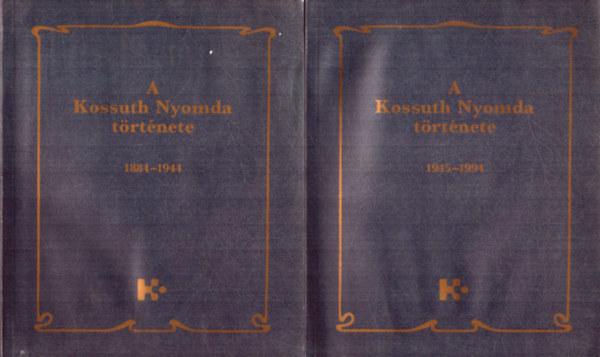 A
Kossuth Nyomda
története
1884–1944
K
A
Kossuth Nyomda
története
1945–1994
K